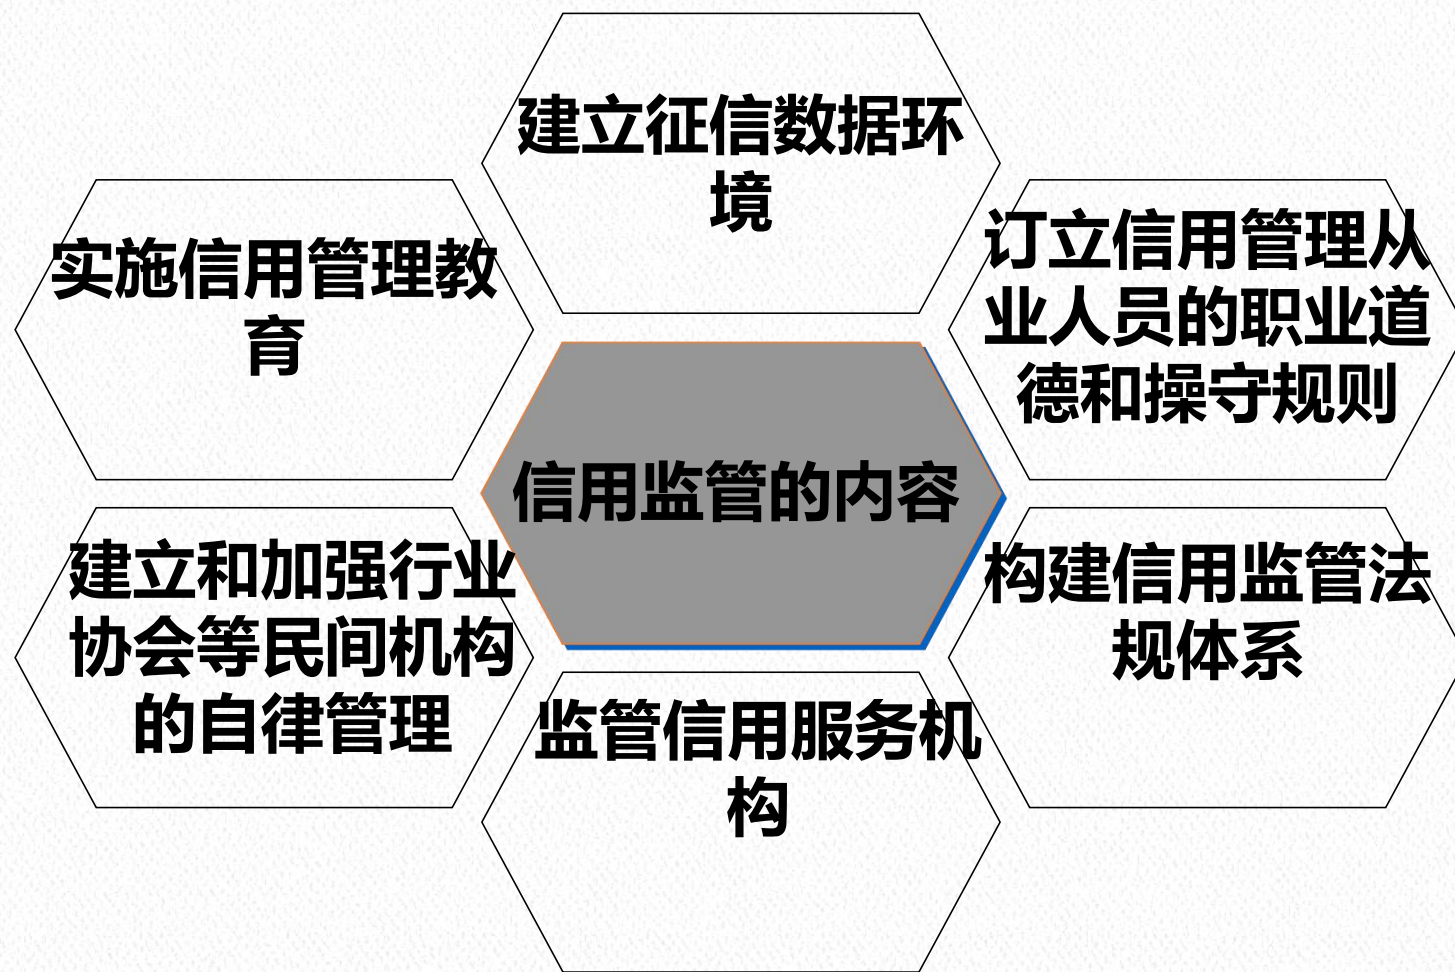 建立征信数据环
境
实施信用管理教
育
订立信用管理从
业人员的职业道
德和操守规则
信用监管的内容
建立和加强行业
协会等民间机构
的自律管理
构建信用监管法
规体系
监管信用服务机
构